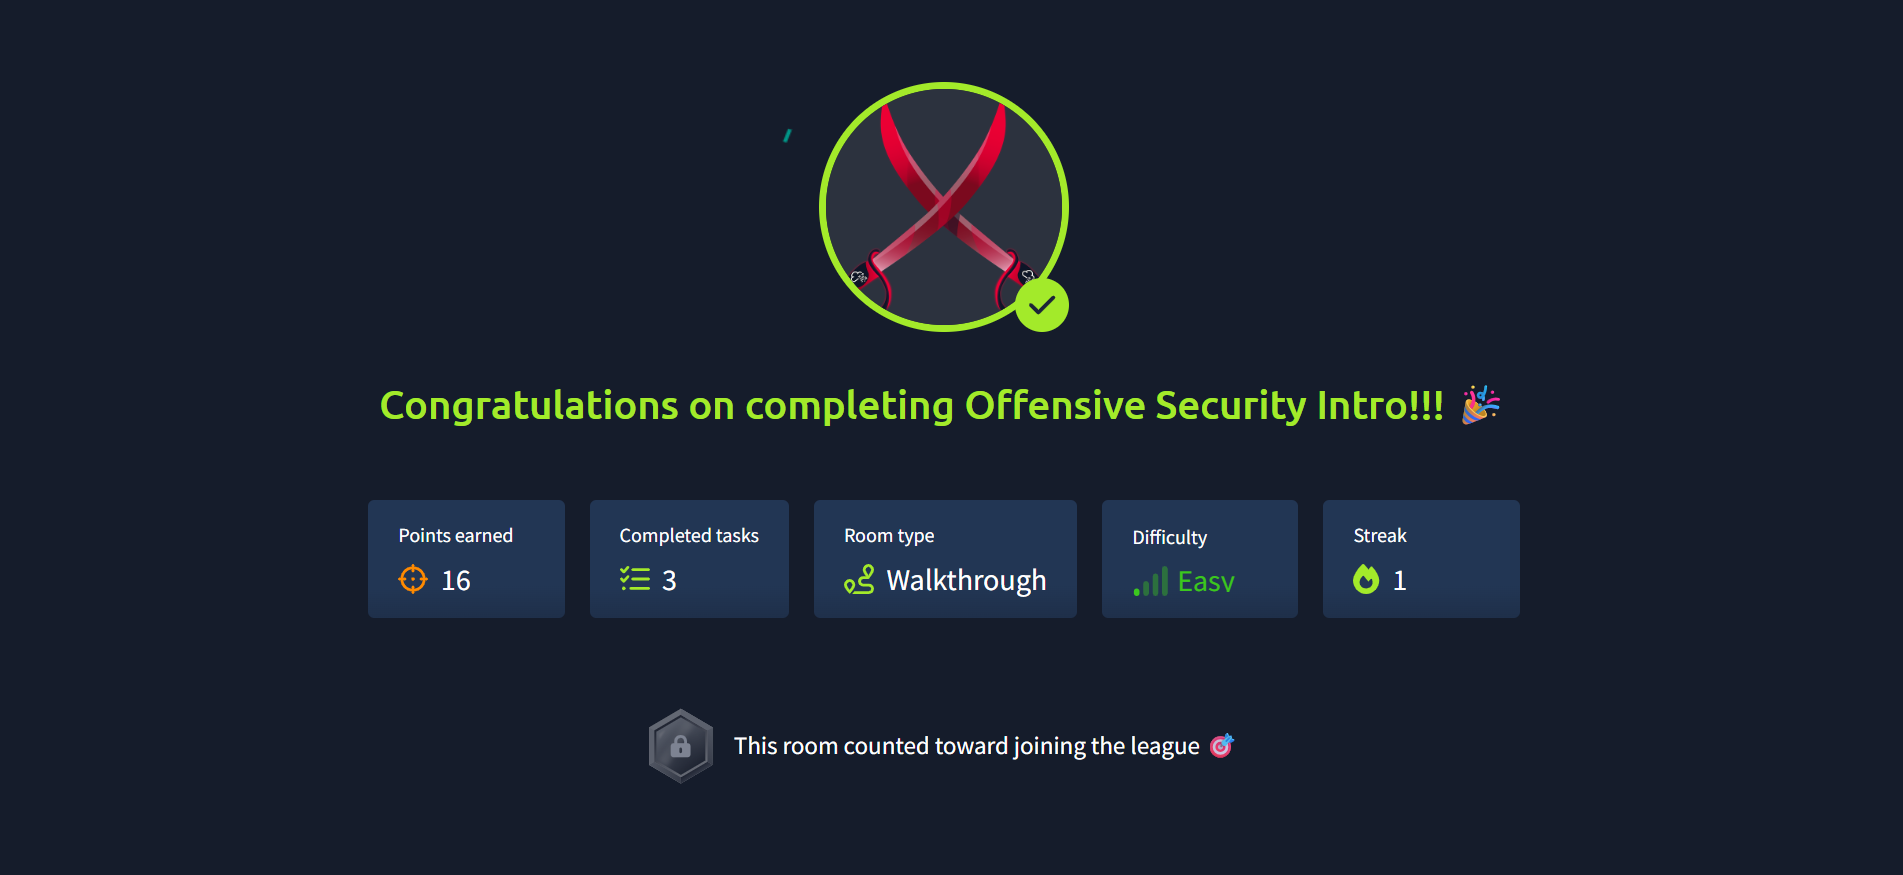 Congratulations on completing Offensive Security Intro!!! 🎉
Points earned
16
Completed tasks
3
Room type
Walkthrough
Difficulty
Easy
Streak
1
This room counted toward joining the league 🎯